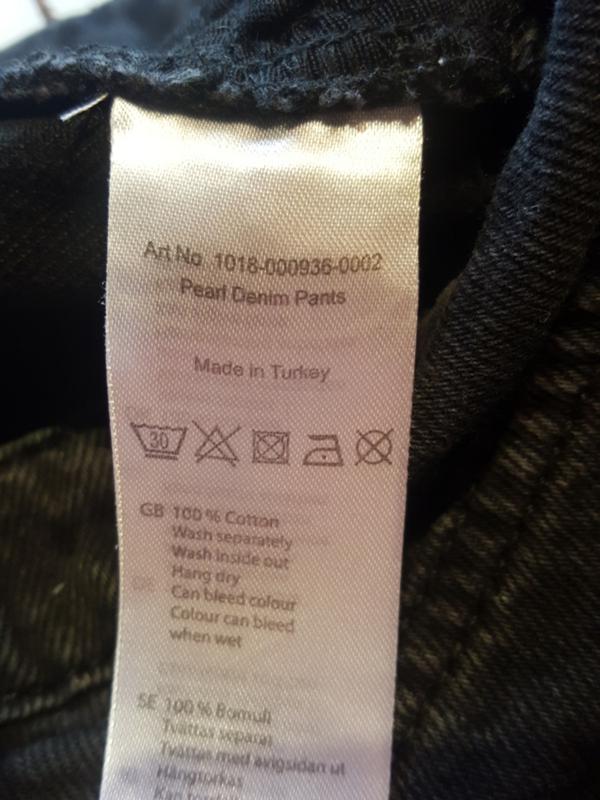 Art No 1018-000936-0002
Pearl Denim Pants
Made in Turkey
30
GB 100 % Cotton
Wash separately
Wash inside out
Hang dry
Can bleed colour
Colour can bleed
when wet
SE 100 % Bomull
Tvättas separat
Tvättas med avigsidan ut
Hängtorkas
Kan